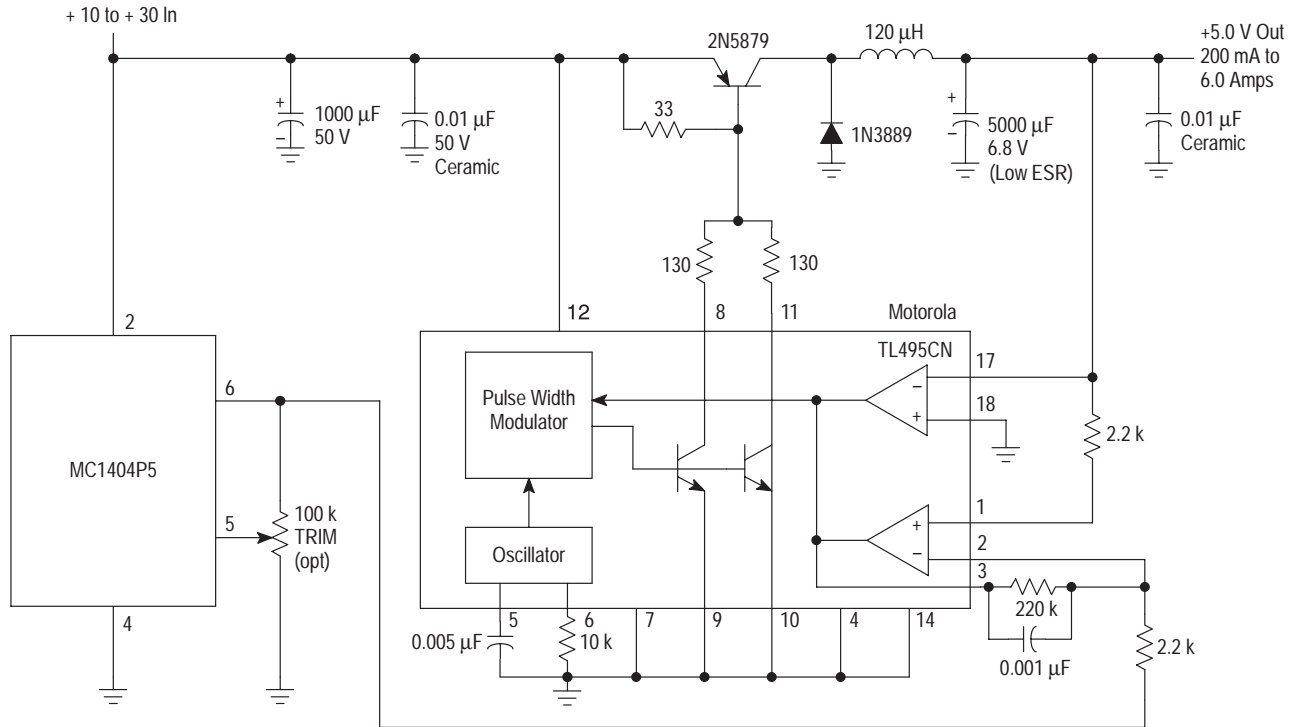 + 10 to + 30 In
2N5879
120 µH
+5.0 V Out
200 mA to
6.0 Amps
+
–
1000 µF
50 V
0.01 µF
50 V
Ceramic
33
1N3889
+
–
5000 µF
6.8 V
(Low ESR)
0.01 µF
Ceramic
130
130
2
12
8
11
Motorola
MC1404P5
6
5
100 k
TRIM
(opt)
4
Pulse Width
Modulator
Oscillator
TL495CN
–
+
17
18
2.2 k
+
–
1
2
3
220 k
0.001 µF
2.2 k
5
6
7
9
10
4
14
0.005 µF
10 k